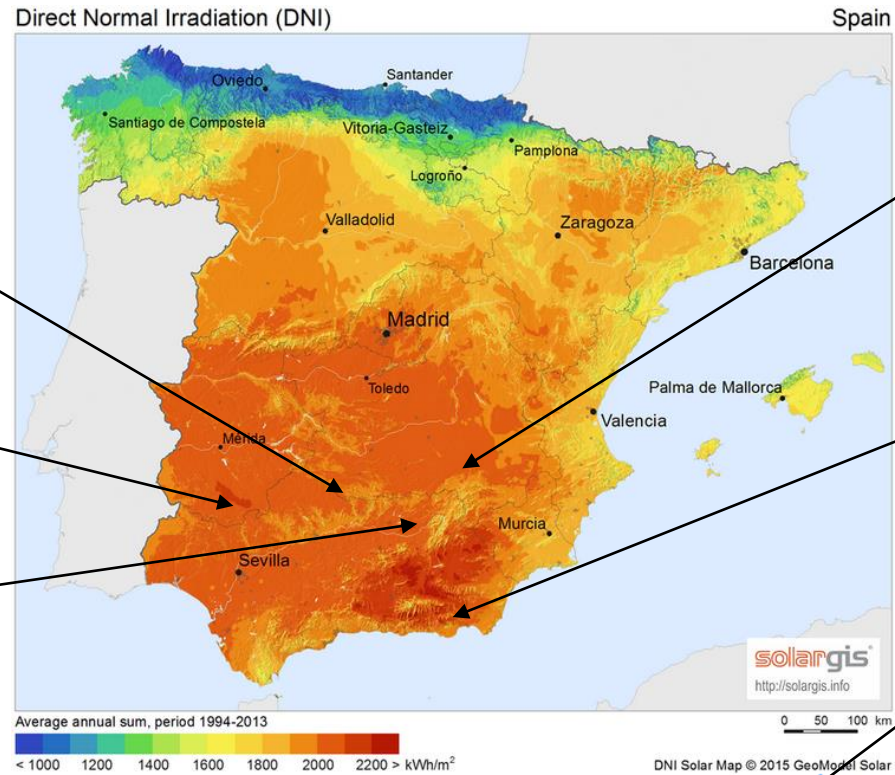 Direct Normal Irradiation (DNI)
Spain
Oviedo
Santander
Santiago de Compostela
Vitoria-Gasteiz
Pamplona
Logroño
Valladolid
Zaragoza
Barcelona
Madrid
Toledo
Palma de Mallorca
Valencia
Mérida
Murcia
Sevilla
solargis
http://solargis.info
Average annual sum, period 1994-2013
0 50 100 km
< 1000 1200 1400 1600 1800 2000 2200 > kWh/m²
DNI Solar Map © 2015 GeoModel Solar